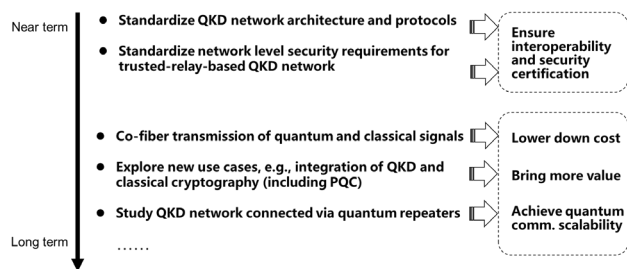 Near term
● Standardize QKD network architecture and protocols
● Standardize network level security requirements for
trusted-relay-based QKD network
Ensure
interoperability
and security
certification
● Co-fiber transmission of quantum and classical signals
Lower down cost
● Explore new use cases, e.g., integration of QKD and
classical cryptography (including PQC)
Bring more value
● Study QKD network connected via quantum repeaters
Achieve quantum
comm. scalability
Long term
......